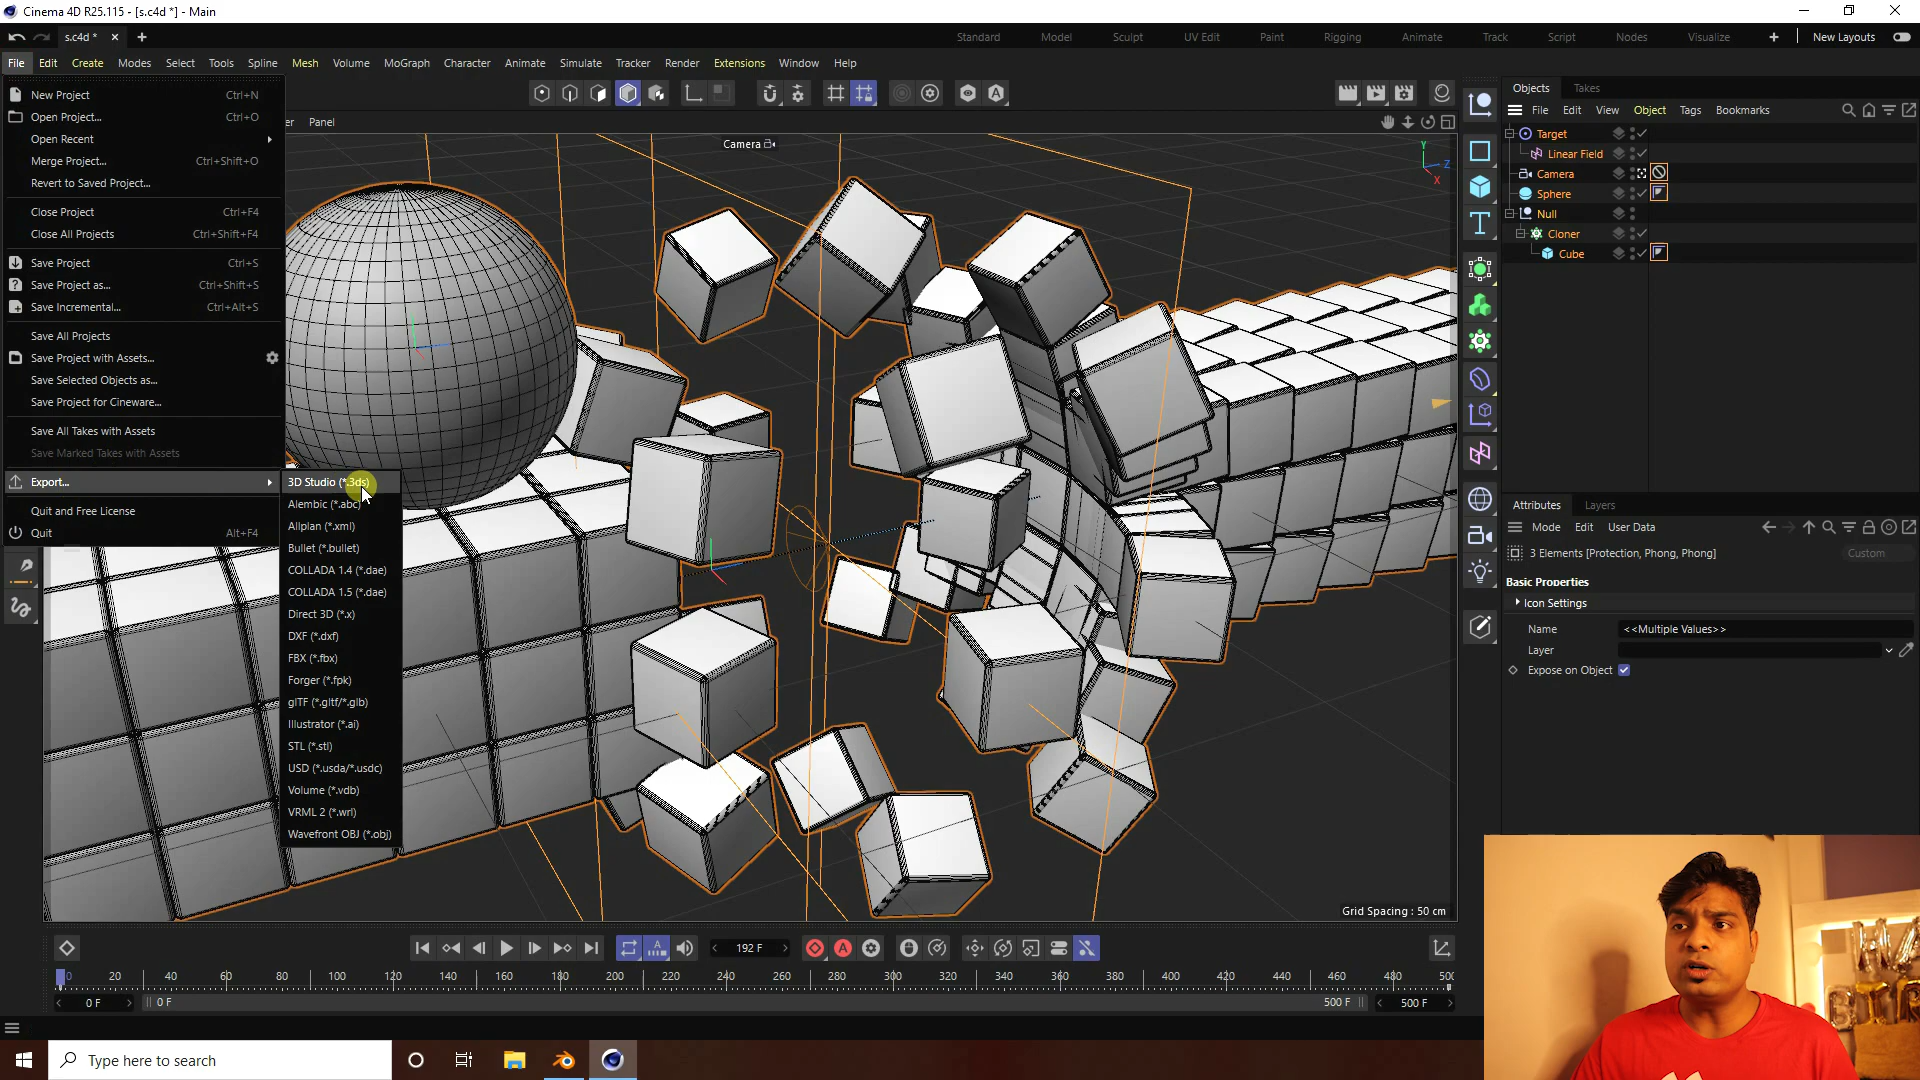 Cinema 4D R25.115 - [s.c4d *] - Main
s.c4d *
Standard Model Sculpt UV Edit Paint Rigging Animate Track Script Nodes Visualize New Layouts
File Edit Create Modes Select Tools Spline Mesh Volume MoGraph Character Animate Simulate Tracker Render Extensions Window Help
New Project Ctrl+N
Open Project... Ctrl+O
Open Recent
Merge Project... Ctrl+Shift+O
Revert to Saved Project...
Close Project Ctrl+F4
Close All Projects Ctrl+Shift+F4
Save Project Ctrl+S
Save Project as... Ctrl+Shift+S
Save Incremental... Ctrl+Alt+S
Save All Projects
Save Project with Assets...
Save Selected Objects as...
Save Project for Cineware...
Save All Takes with Assets
Save Marked Takes with Assets
Export...
Quit and Free License
Quit Alt+F4
3D Studio (*.3ds)
Alembic (*.abc)
Allplan (*.xml)
Bullet (*.bullet)
COLLADA 1.4 (*.dae)
COLLADA 1.5 (*.dae)
Direct 3D (*.x)
DXF (*.dxf)
FBX (*.fbx)
Forger (*.fpk)
glTF (*.gltf/*.glb)
Illustrator (*.ai)
STL (*.stl)
USD (*.usda/*.usdc)
Volume (*.vdb)
VRML 2 (*.wrl)
Wavefront OBJ (*.obj)
er Panel
Camera
Y
Z
X
Grid Spacing : 50 cm
Objects Takes
File Edit View Object Tags Bookmarks
Target
Linear Field
Camera
Sphere
Null
Cloner
Cube
Attributes Layers
Mode Edit User Data
3 Elements [Protection, Phong, Phong] Custom
Basic Properties
Icon Settings
Name <<Multiple Values>>
Layer
Expose on Object
192 F
0 20 40 60 80 100 120 140 160 180 200 220 240 260 280 300 320 340 360 380 400 420 440 460 480 500
0 F 0 F 500 F 500 F
Type here to search